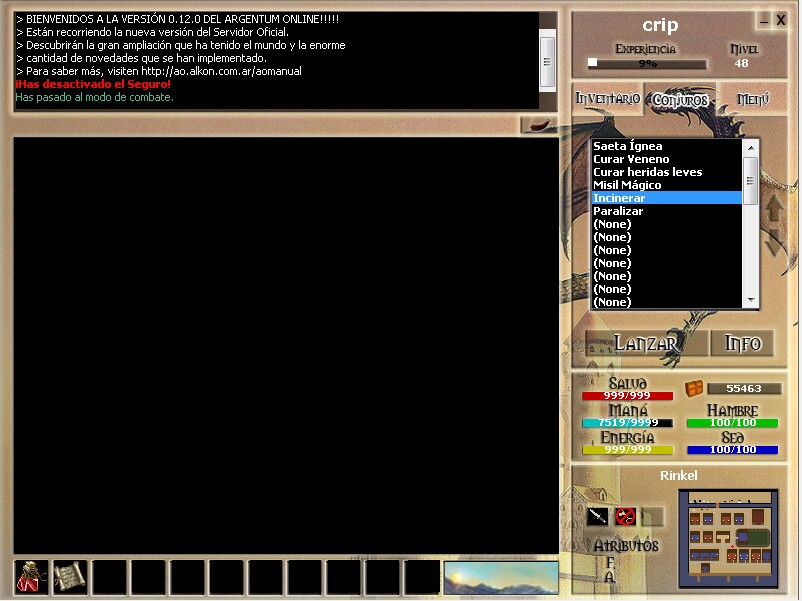 > BIENVENIDOS A LA VERSIÓN 0.12.0 DEL ARGENTUM ONLINE!!!!!
> Están recorriendo la nueva versión del Servidor Oficial.
> Descubrirán la gran ampliación que ha tenido el mundo y la enorme
> cantidad de novedades que se han implementado.
> Para saber más, visiten http://ao.alkon.com.ar/aomanual
¡Has desactivado el Seguro!
Has pasado al modo de combate.
crip
Experiencia
Nivel
9%
48
Inventario
Conjuros
Menú
Saeta Ígnea
Curar Veneno
Curar heridas leves
Misil Mágico
Incinerar
Paralizar
(None)
(None)
(None)
(None)
(None)
(None)
(None)
Lanzar
Info
Salud
999/999
55463
Maná
7519/9999
Hambre
100/100
Energía
999/999
Sed
100/100
Rinkel
Atributos
F
A